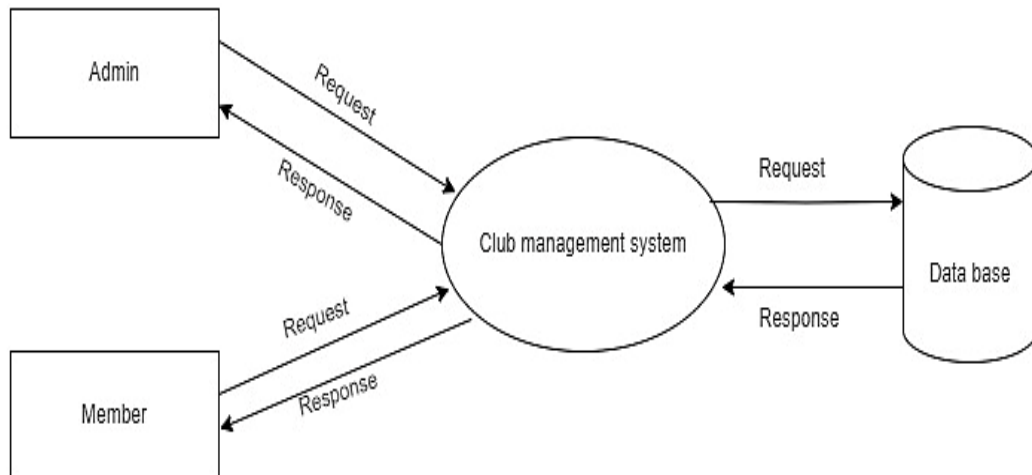 Admin
Request
Response
Request
Club management system
Data base
Request
Response
Response
Member